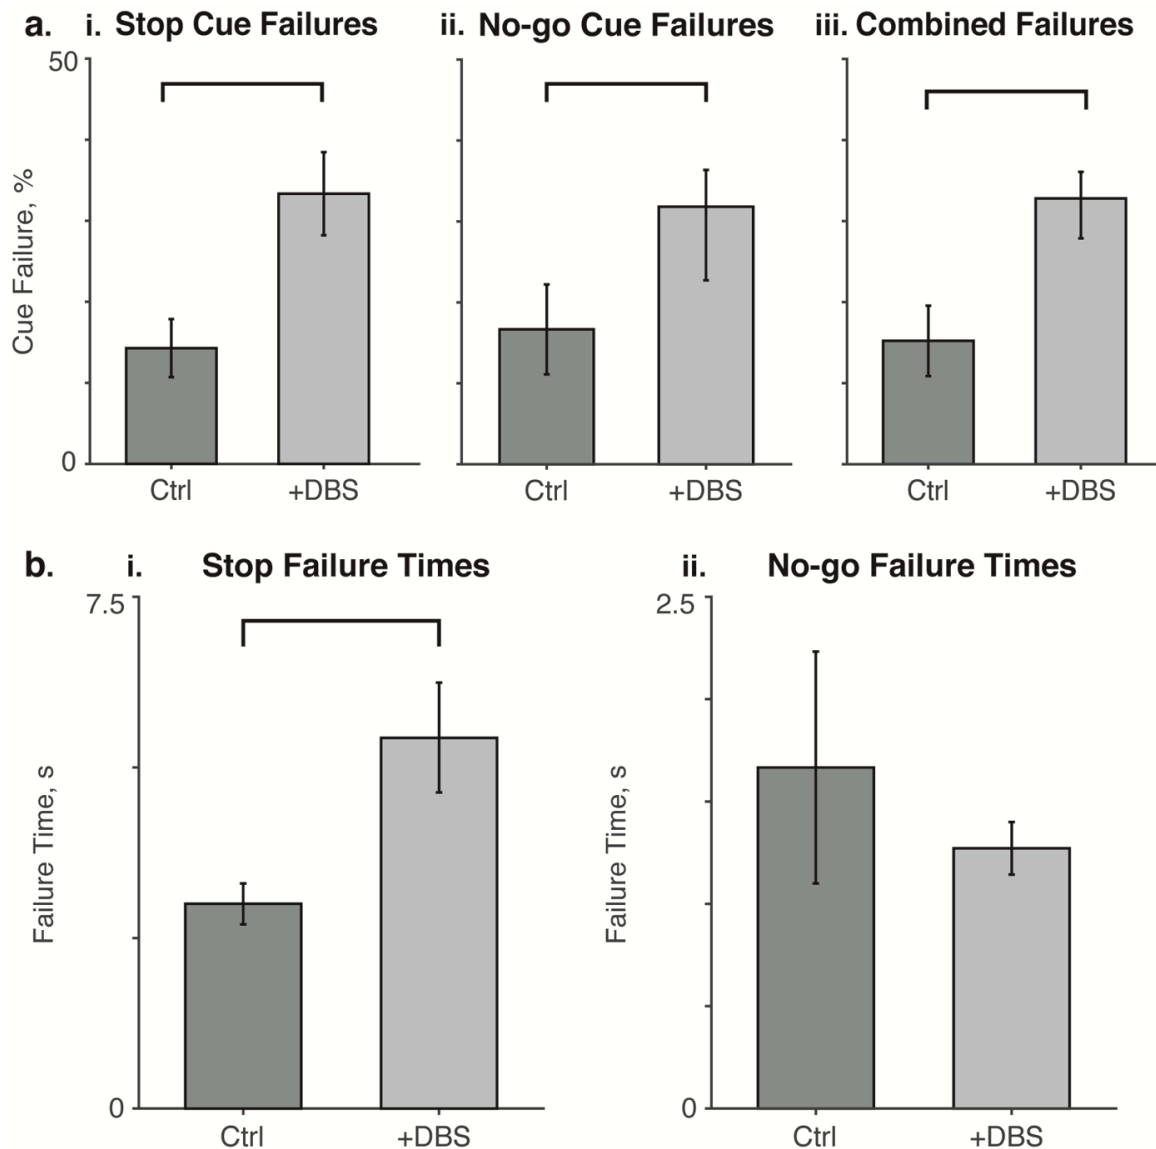 a. i. Stop Cue Failures ii. No-go Cue Failures iii. Combined Failures
50
Cue Failure, %
0
Ctrl +DBS Ctrl +DBS Ctrl +DBS
b. i. Stop Failure Times ii. No-go Failure Times
7.5 2.5
Failure Time, s Failure Time, s
0 0
Ctrl +DBS Ctrl +DBS